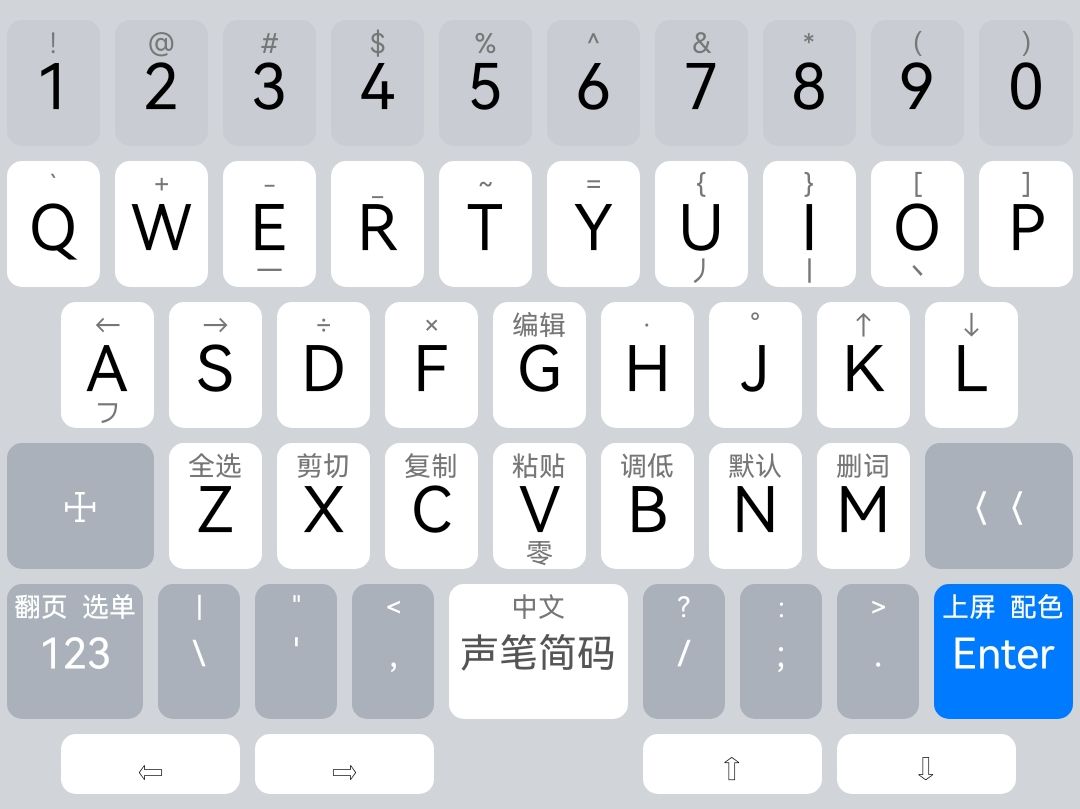 ! @ # $ % ^ & * ( )
1 2 3 4 5 6 7 8 9 0
` + - _ ~ = { } [ ]
Q W E R T Y U I O P
一 丿 丨 丶
← → ÷ × 编辑 · ° ↑ ↓
A S D F G H J K L
㇇
全选 剪切 复制 粘贴 调低 默认 删词
Z X C V B N M
零
翻页 选单 | " < 中文 ? : > 上屏 配色
123 \ ' , 声笔简码 / ; . Enter
⇦ ⇨ ⇧ ⇩